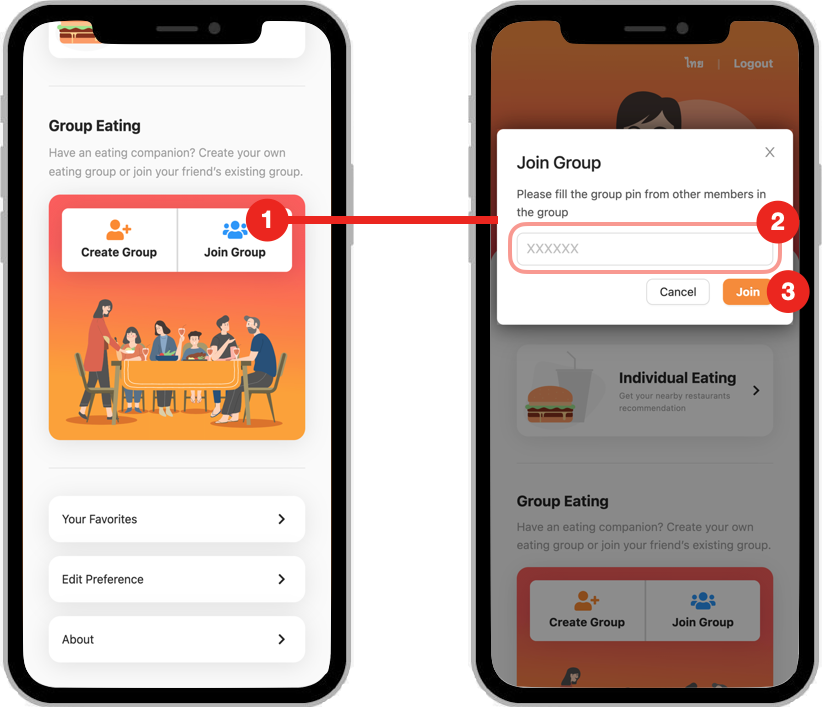 Group Eating
Have an eating companion? Create your own
eating group or join your friend's existing group.
1
Create Group
Join Group
Your Favorites
Edit Preference
About
ไทย | Logout
Join Group
X
Please fill the group pin from other members in
the group
2
XXXXXX
Cancel
Join
3
Individual Eating
Get your nearby restaurants
recommendation
Group Eating
Have an eating companion? Create your own
eating group or join your friend's existing group.
Create Group
Join Group